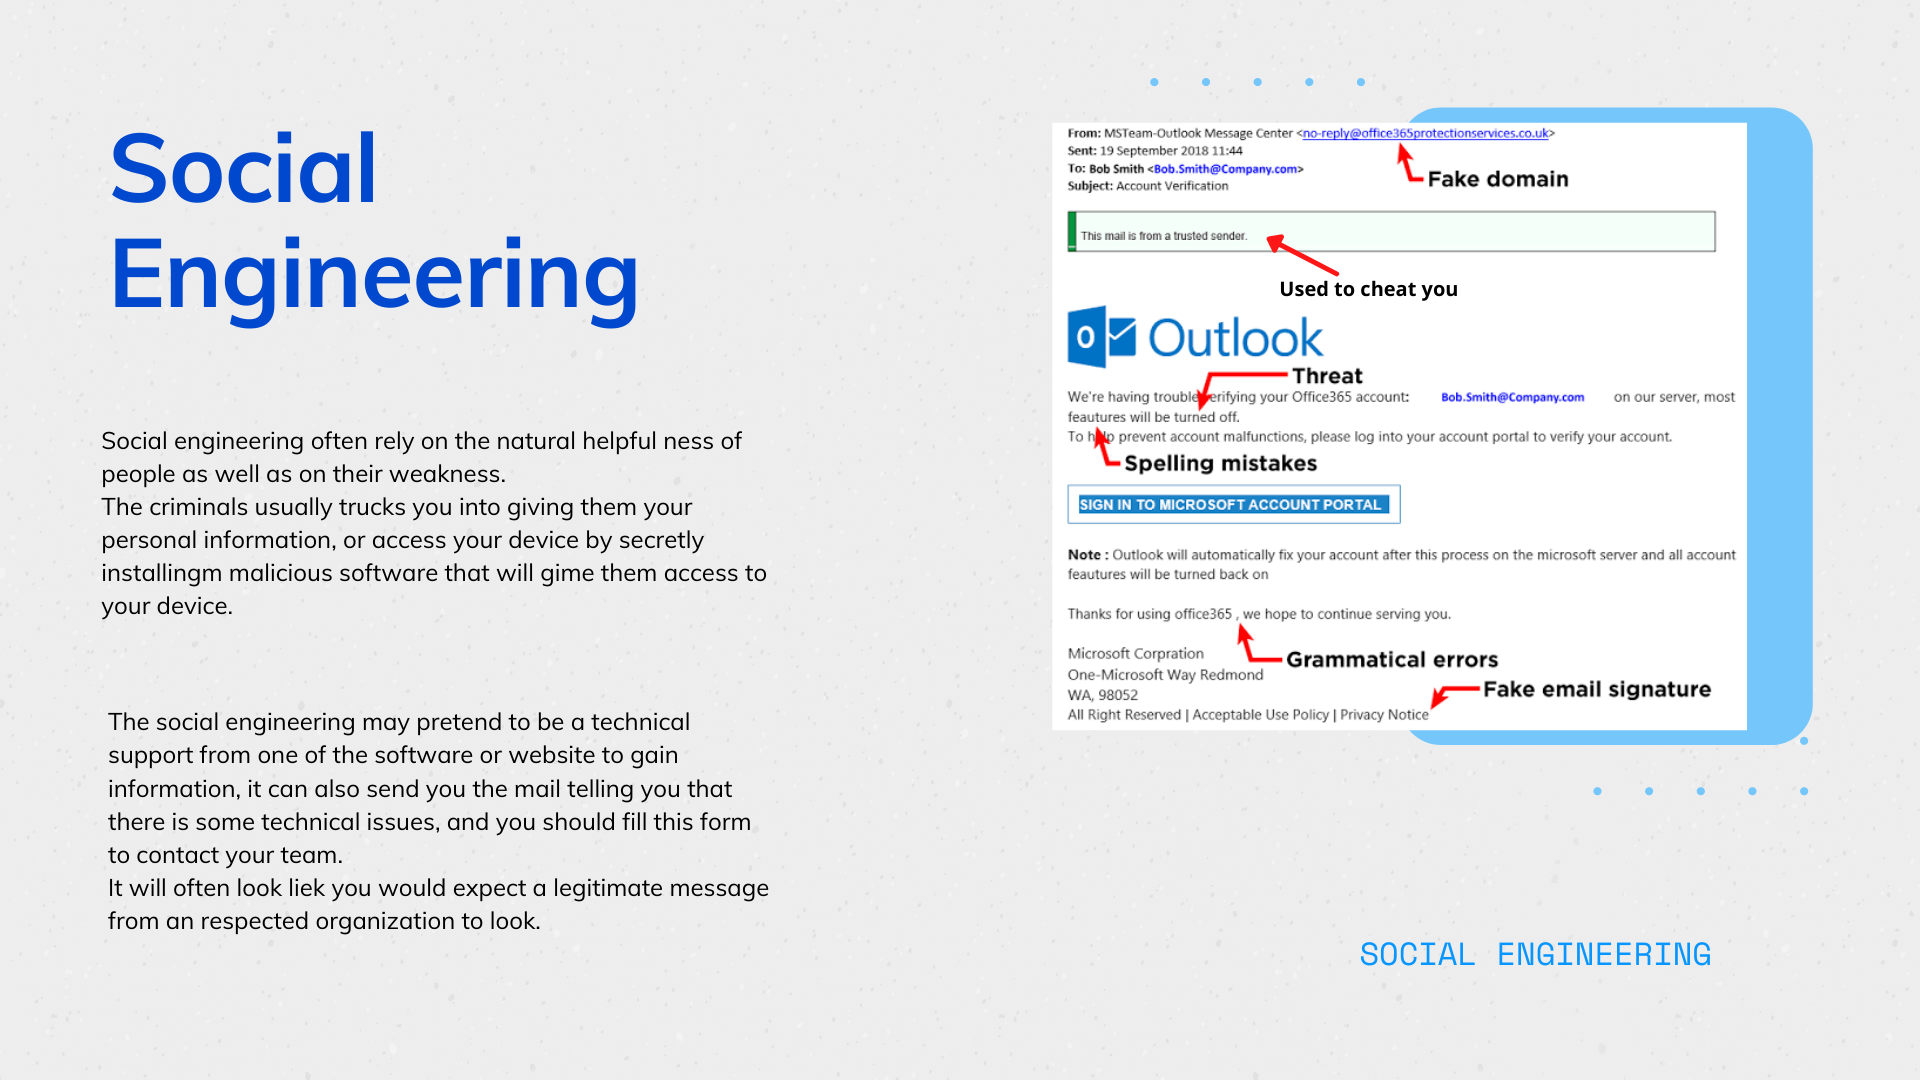 Social
Engineering
Social engineering often rely on the natural helpful ness of
people as well as on their weakness.
The criminals usually trucks you into giving them your
personal information, or access your device by secretly
installingm malicious software that will gime them access to
your device.
The social engineering may pretend to be a technical
support from one of the software or website to gain
information, it can also send you the mail telling you that
there is some technical issues, and you should fill this form
to contact your team.
It will often look liek you would expect a legitimate message
from an respected organization to look.
From: MSTeam-Outlook Message Center <no-reply@office365protectionservices.co.uk>
Sent: 19 September 2018 11:44
To: Bob Smith <Bob.Smith@Company.com>
Subject: Account Verification
Fake domain
This mail is from a trusted sender.
Used to cheat you
Outlook
Threat
We're having trouble verifying your Office365 account: Bob.Smith@Company.com on our server, most
feautures will be turned off.
To help prevent account malfunctions, please log into your account portal to verify your account.
Spelling mistakes
SIGN IN TO MICROSOFT ACCOUNT PORTAL
Note : Outlook will automatically fix your account after this process on the microsoft server and all account
feautures will be turned back on
Thanks for using office365 , we hope to continue serving you.
Microsoft Corpration
Grammatical errors
One-Microsoft Way Redmond
WA, 98052
Fake email signature
All Right Reserved | Acceptable Use Policy | Privacy Notice
SOCIAL ENGINEERING